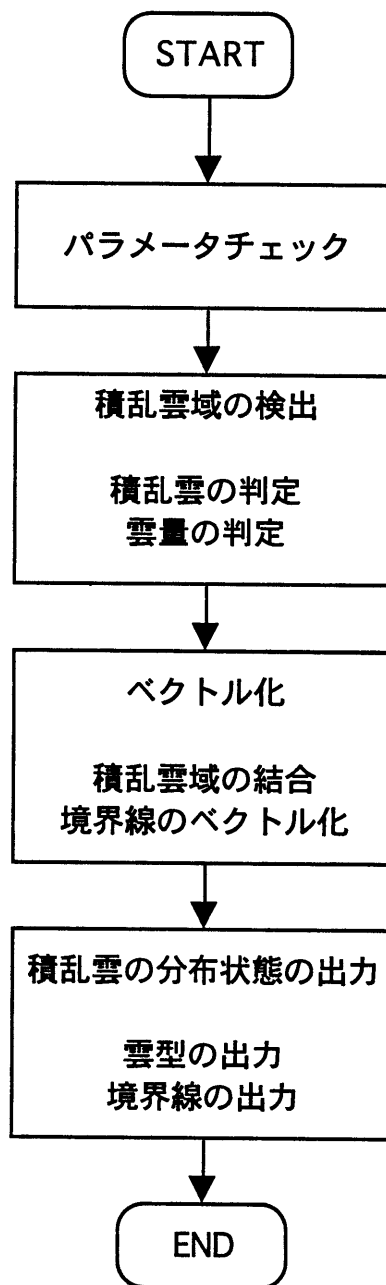 START
パラメータチェック
積乱雲域の検出
積乱雲の判定
雲量の判定
ベクトル化
積乱雲域の結合
境界線のベクトル化
積乱雲の分布状態の出力
雲型の出力
境界線の出力
END